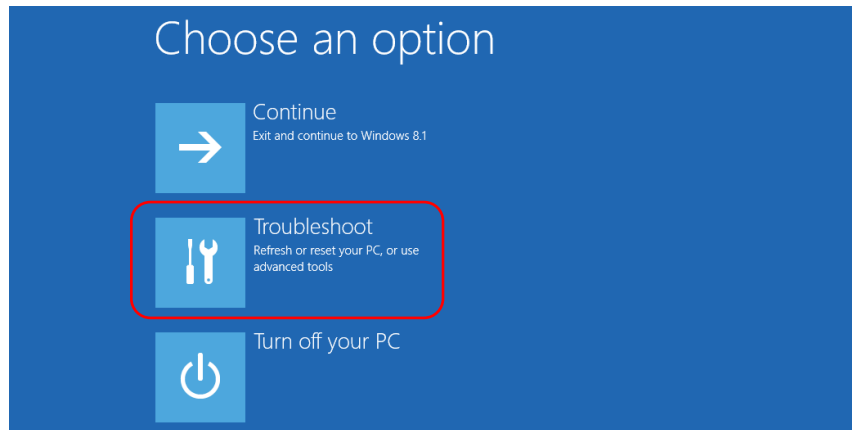 Choose an option
Continue
Exit and continue to Windows 8.1
Troubleshoot
Refresh or reset your PC, or use
advanced tools
Turn off your PC